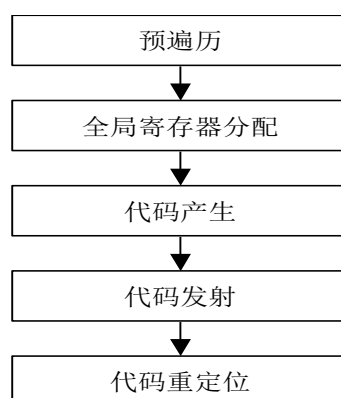 预遍历
全局寄存器分配
代码产生
代码发射
代码重定位